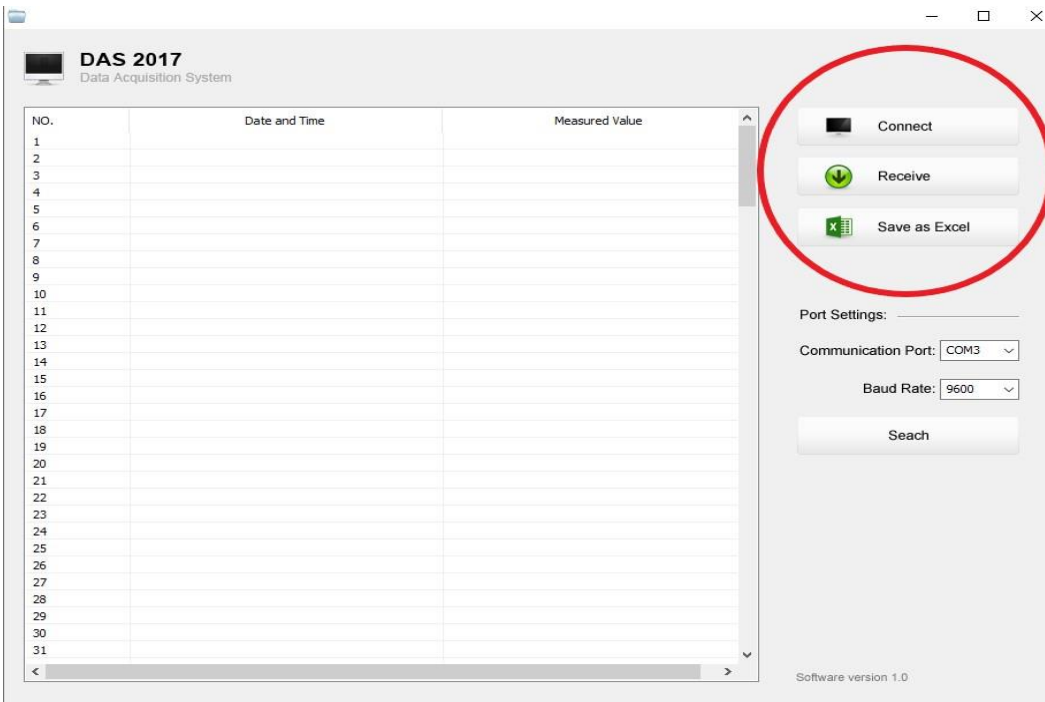 DAS 2017
Data Acquisition System
NO. Date and Time Measured Value
1
2
3
4
5
6
7
8
9
10
11
12
13
14
15
16
17
18
19
20
21
22
23
24
25
26
27
28
29
30
31
Connect
Receive
Save as Excel
Port Settings:
Communication Port: COM3
Baud Rate: 9600
Seach
Software version 1.0